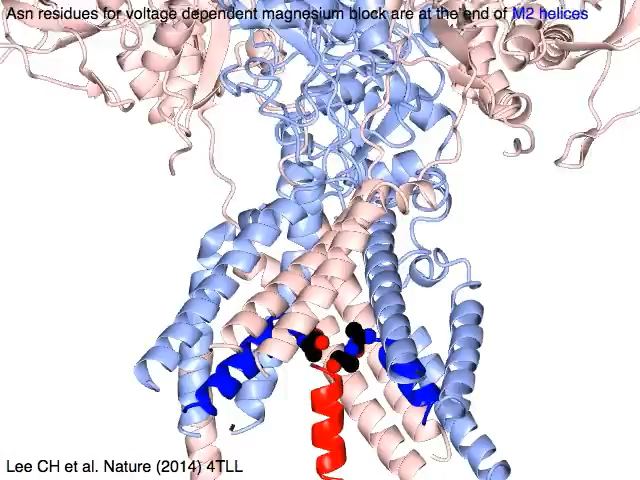 Asn residues for voltage dependent magnesium block are at the end of M2 helices
Lee CH et al. Nature (2014) 4TLL